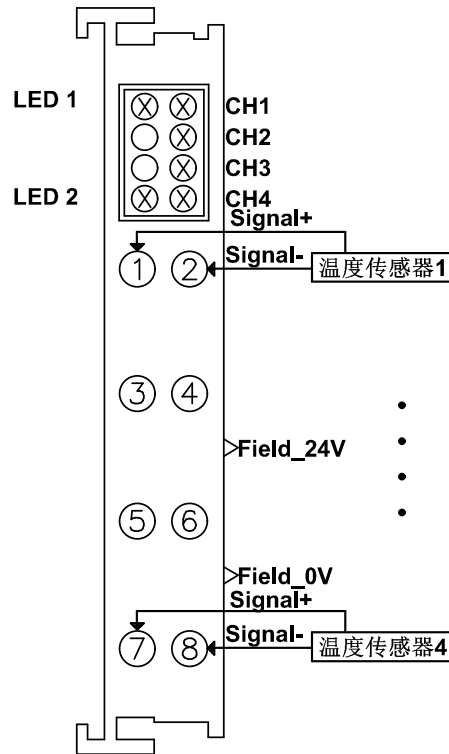 LED 1 CH1
CH2
CH3
LED 2 CH4
Signal+
① ② Signal- 温度传感器1
③ ④
Field_24V
⑤ ⑥
Field_0V
Signal+
⑦ ⑧ Signal- 温度传感器4